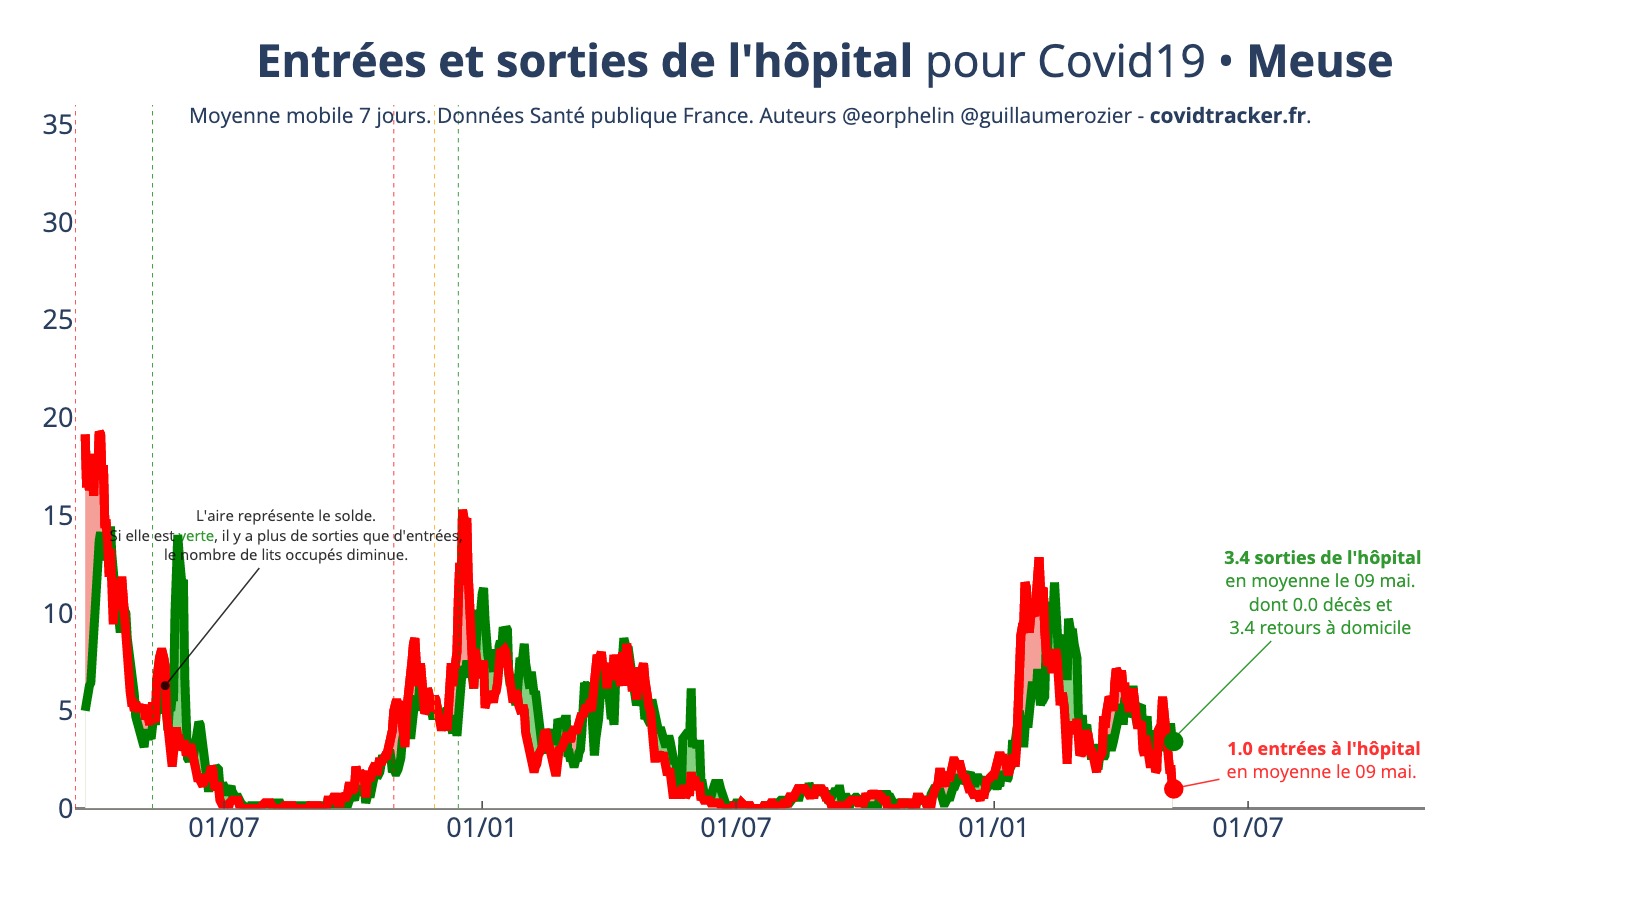 Entrées et sorties de l'hôpital pour Covid19 • Meuse
Moyenne mobile 7 jours. Données Santé publique France. Auteurs @eorphelin @guillaumerozier - covidtracker.fr.
35
30
25
20
15
10
5
0
L'aire représente le solde.
Si elle est verte, il y a plus de sorties que d'entrées,
le nombre de lits occupés diminue.
3.4 sorties de l'hôpital
en moyenne le 09 mai.
dont 0.0 décès et
3.4 retours à domicile
1.0 entrées à l'hôpital
en moyenne le 09 mai.
01/07 01/01 01/07 01/01 01/07